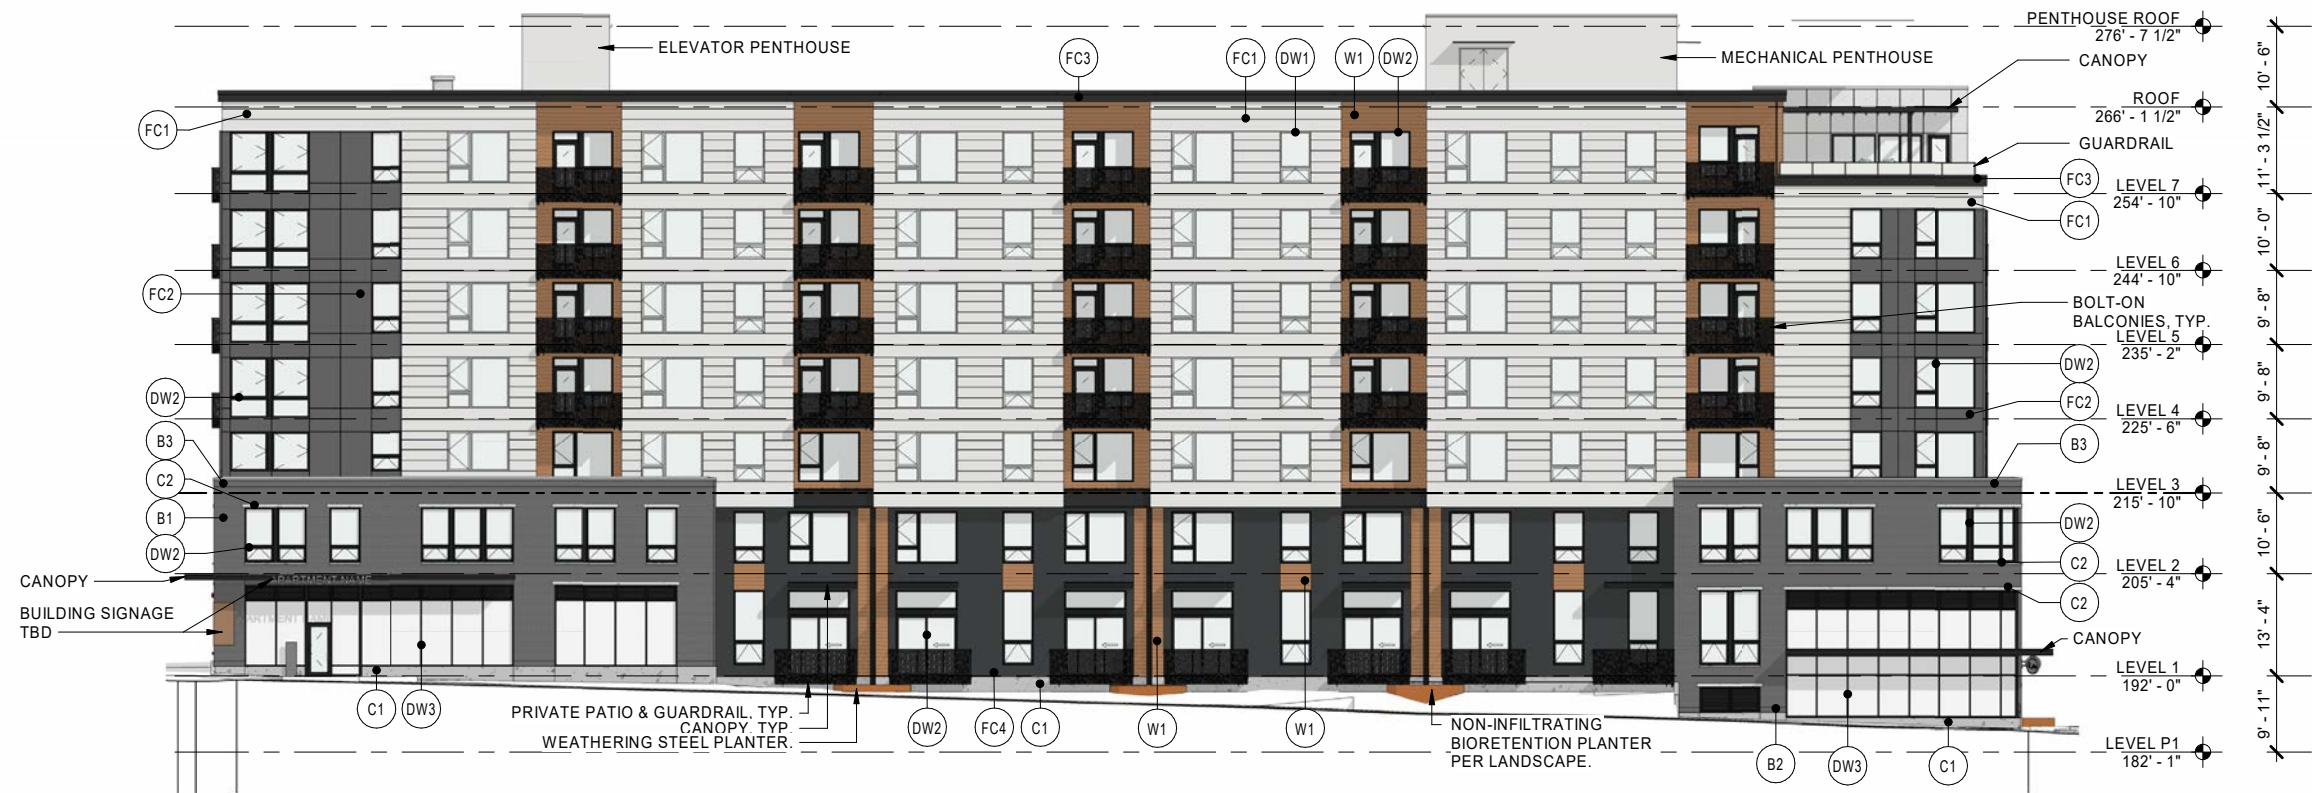 PENTHOUSE ROOF
276' - 7 1/2"
ELEVATOR PENTHOUSE
FC3
FC1
DW1
W1
DW2
MECHANICAL PENTHOUSE
CANOPY
10' - 6"
ROOF
266' - 1 1/2"
FC1
GUARDRAIL
11' - 3 1/2"
FC3
LEVEL 7
254' - 10"
FC1
10' - 0"
LEVEL 6
244' - 10"
FC2
BOLT-ON
BALCONIES, TYP.
9' - 8"
LEVEL 5
235' - 2"
DW2
9' - 8"
DW2
FC2
LEVEL 4
225' - 6"
B3
B3
9' - 8"
C2
LEVEL 3
215' - 10"
B1
DW2
DW2
10' - 6"
C2
LEVEL 2
205' - 4"
CANOPY
APARTMENT NAME
C2
BUILDING SIGNAGE
TBD
13' - 4"
CANOPY
LEVEL 1
192' - 0"
C1
DW3
PRIVATE PATIO & GUARDRAIL, TYP.
CANOPY, TYP.
WEATHERING STEEL PLANTER.
DW2
FC4
C1
W1
W1
NON-INFILTRATING
BIORETENTION PLANTER
PER LANDSCAPE.
B2
DW3
C1
9' - 11"
LEVEL P1
182' - 1"